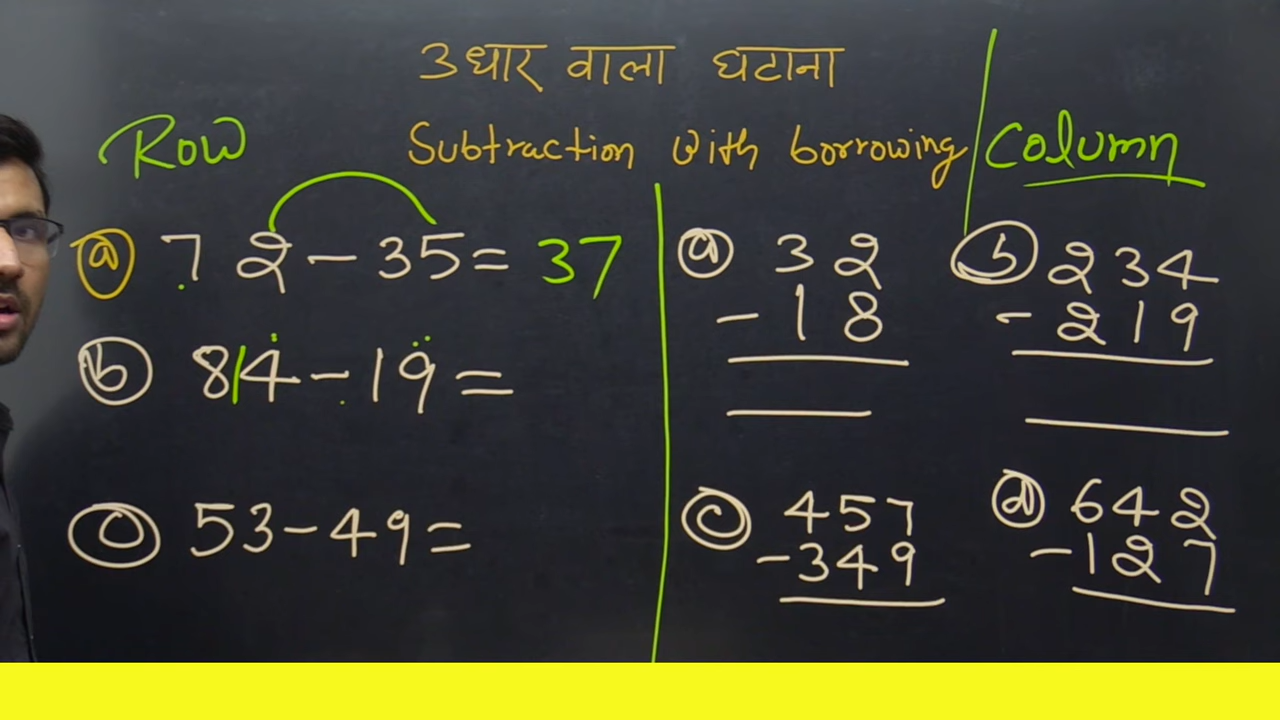 उधार वाला घटाना
Row Subtraction with borrowing Column
ⓐ 72 - 35 = 37
ⓑ 84 - 19 =
ⓒ 53 - 49 =
ⓐ 32
- 18
ⓑ 234
- 219
ⓒ 457
- 349
ⓓ 642
- 127